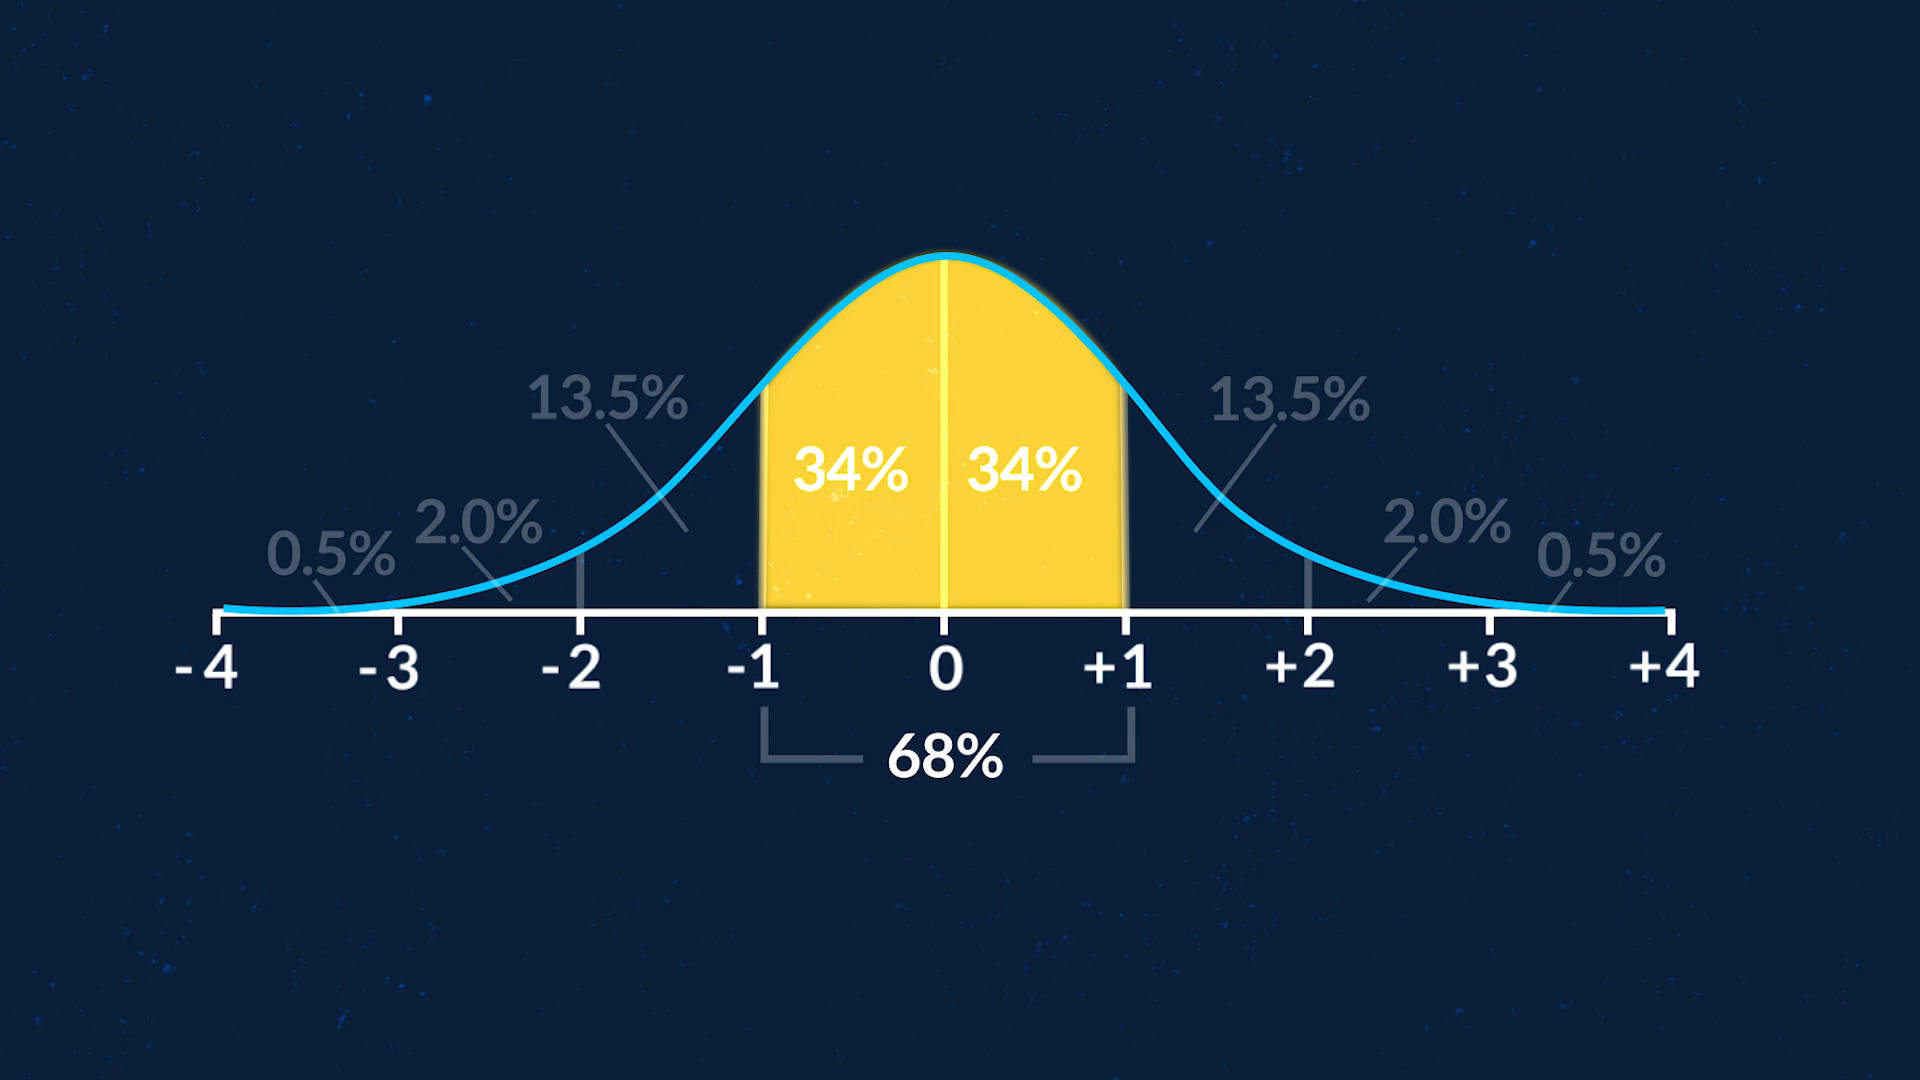 13.5% 13.5%
34% 34%
0.5% 2.0% 2.0% 0.5%
-4 -3 -2 -1 0 +1 +2 +3 +4
68%